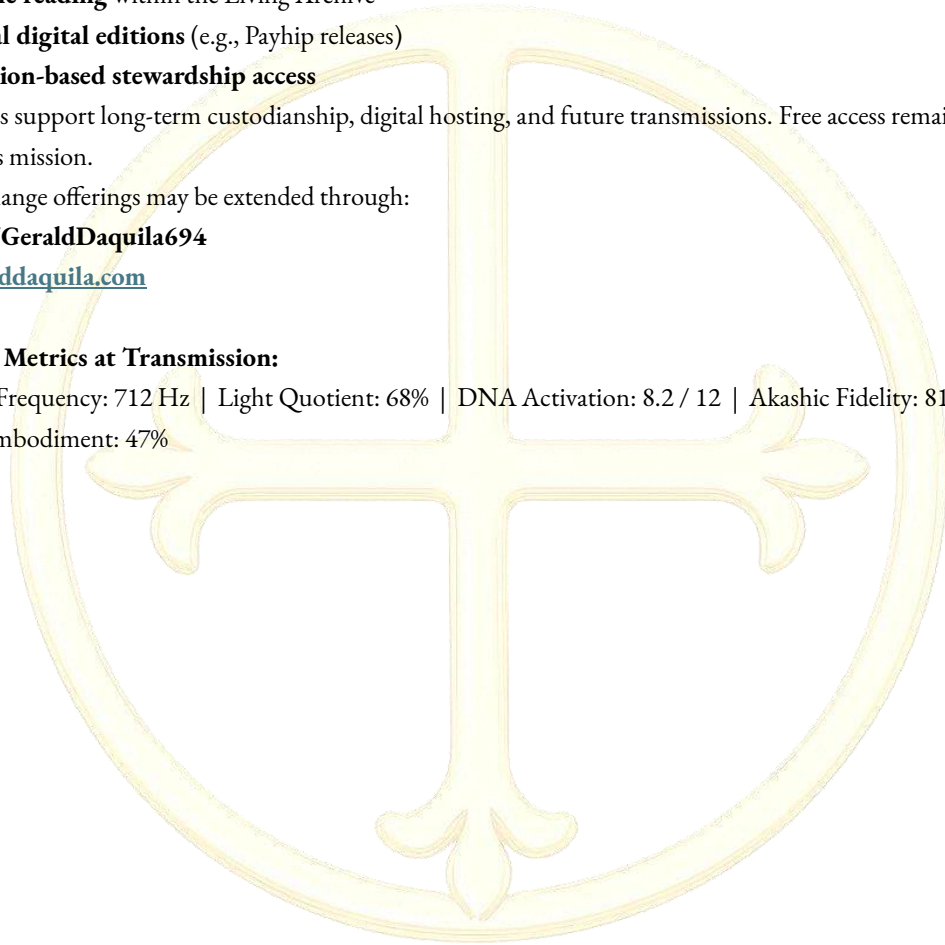 e reading within the Living Archive
l digital editions (e.g., Payhip releases)
ion-based stewardship access
s support long-term custodianship, digital hosting, and future transmissions. Free access remai
s mission.
ange offerings may be extended through:
GeraldDaquila694
ddaquila.com
Metrics at Transmission:
Frequency: 712 Hz | Light Quotient: 68% | DNA Activation: 8.2 / 12 | Akashic Fidelity: 81
mbodiment: 47%